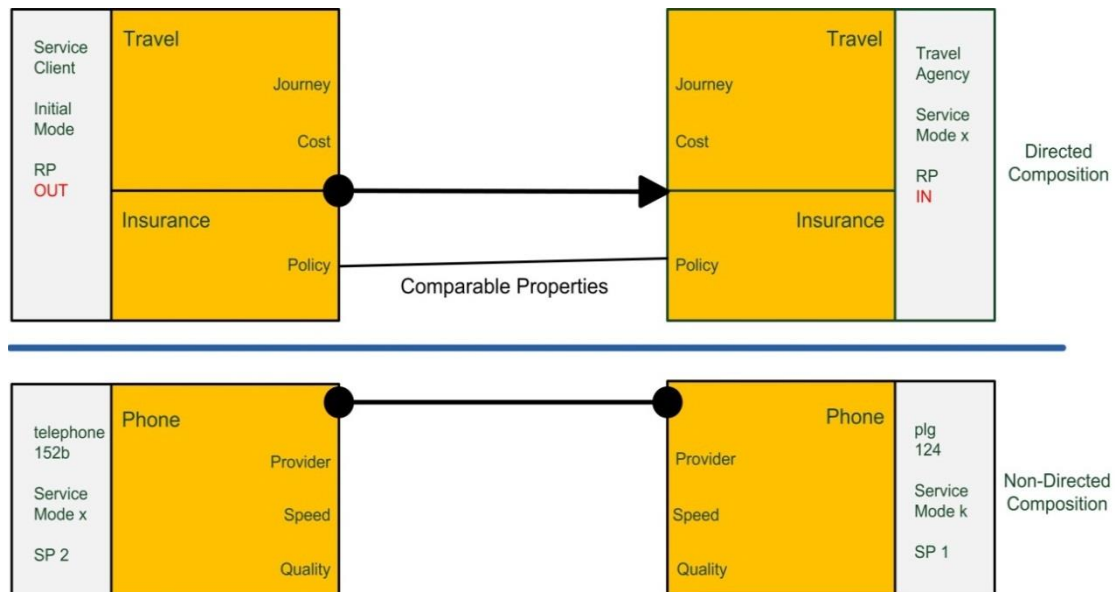 Service
Client
Initial
Mode
RP
OUT
Travel
Journey
Cost
Insurance
Policy
Comparable Properties
Travel
Journey
Cost
Insurance
Policy
Travel
Agency
Service
Mode x
RP
IN
Directed
Composition
telephone
152b
Service
Mode x
SP 2
Phone
Provider
Speed
Quality
Phone
Provider
Speed
Quality
plg
124
Service
Mode k
SP 1
Non-Directed
Composition